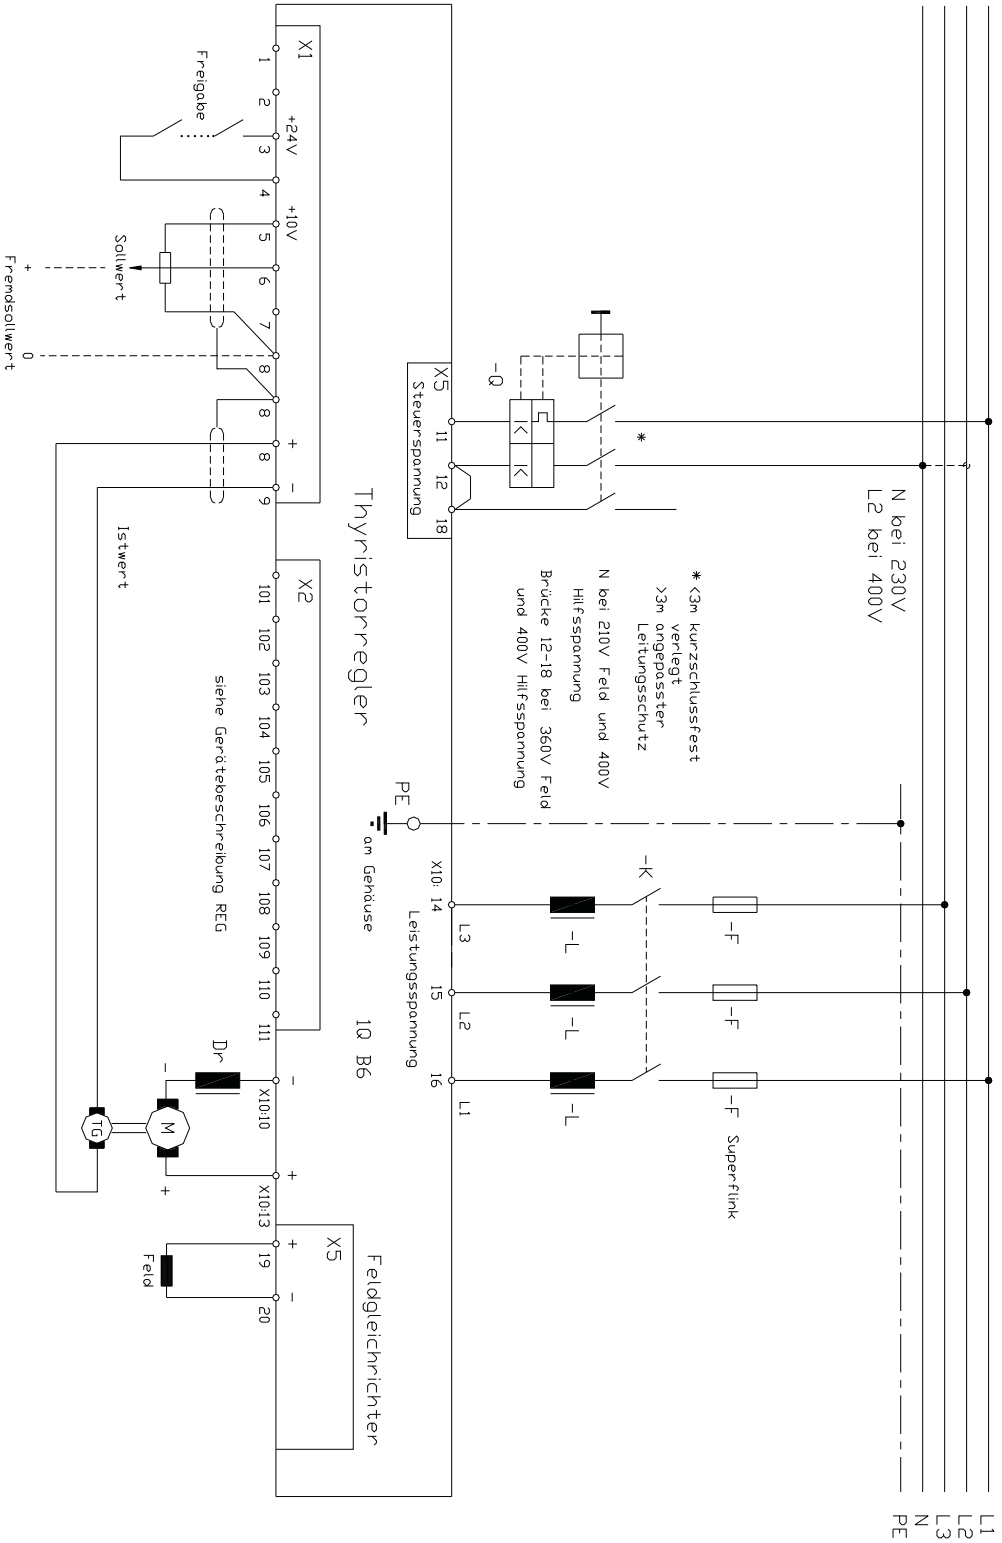 L1
L2
L3
N
PE
N bei 230V
L2 bei 400V
* <3m kurzschlussfest
verlegt
>3m angepasster
Leitungsschutz
N bei 210V Feld und 400V
Hilfsspannung
Brücke 12-18 bei 360V Feld
und 400V Hilfsspannung
*
-Q
-K
-F
-F
-F Superflink
-L
-L
-L
L3
L2
L1
X5
11
12
18
Steuerspannung
PE
am Gehäuse
X10: 14
15
16
Leistungsspannung
Thyristorregler
1Q B6
Feldgleichrichter
X1
+24V
+10V
+
-
1
2
3
4
5
6
7
8
8
8
9
X2
101
102
103
104
105
106
107
108
109
110
111
-
X10:10
+
X10:13
X5
+
19
-
20
Freigabe
Sollwert
+
0
Fremdsollwert
Istwert
siehe Gerätebeschreibung REG
Dr
-
M
+
TG
Feld